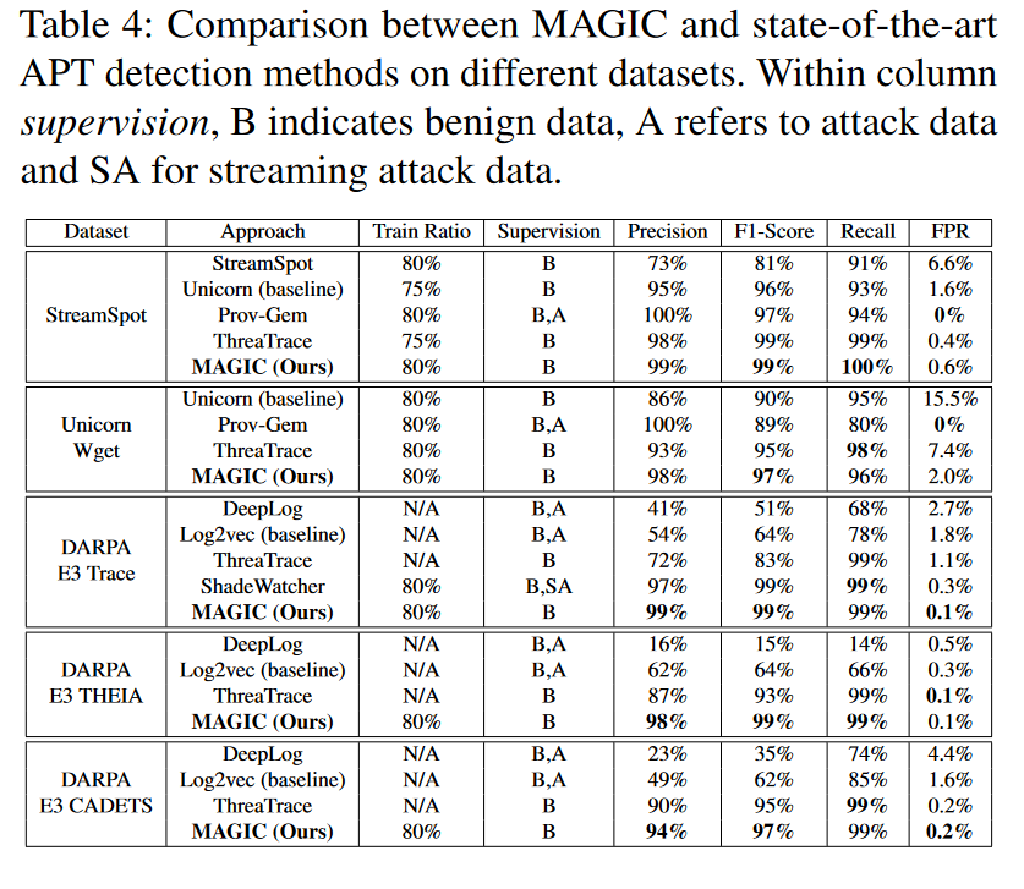 Table 4: Comparison between MAGIC and state-of-the-art
APT detection methods on different datasets. Within column
supervision, B indicates benign data, A refers to attack data
and SA for streaming attack data.
Dataset Approach Train Ratio Supervision Precision F1-Score Recall FPR
StreamSpot 80% B 73% 81% 91% 6.6%
Unicorn (baseline) 75% B 95% 96% 93% 1.6%
StreamSpot Prov-Gem 80% B,A 100% 97% 94% 0%
ThreaTrace 75% B 98% 99% 99% 0.4%
MAGIC (Ours) 80% B 99% 99% 100% 0.6%
Unicorn (baseline) 80% B 86% 90% 95% 15.5%
Unicorn Prov-Gem 80% B,A 100% 89% 80% 0%
Wget ThreaTrace 80% B 93% 95% 98% 7.4%
MAGIC (Ours) 80% B 98% 97% 96% 2.0%
DeepLog N/A B,A 41% 51% 68% 2.7%
Log2vec (baseline) N/A B,A 54% 64% 78% 1.8%
DARPA
ThreaTrace N/A B 72% 83% 99% 1.1%
E3 Trace
ShadeWatcher 80% B,SA 97% 99% 99% 0.3%
MAGIC (Ours) 80% B 99% 99% 99% 0.1%
DeepLog N/A B,A 16% 15% 14% 0.5%
DARPA Log2vec (baseline) N/A B,A 62% 64% 66% 0.3%
E3 THEIA ThreaTrace N/A B 87% 93% 99% 0.1%
MAGIC (Ours) 80% B 98% 99% 99% 0.1%
DeepLog N/A B,A 23% 35% 74% 4.4%
DARPA Log2vec (baseline) N/A B,A 49% 62% 85% 1.6%
E3 CADETS ThreaTrace N/A B 90% 95% 99% 0.2%
MAGIC (Ours) 80% B 94% 97% 99% 0.2%